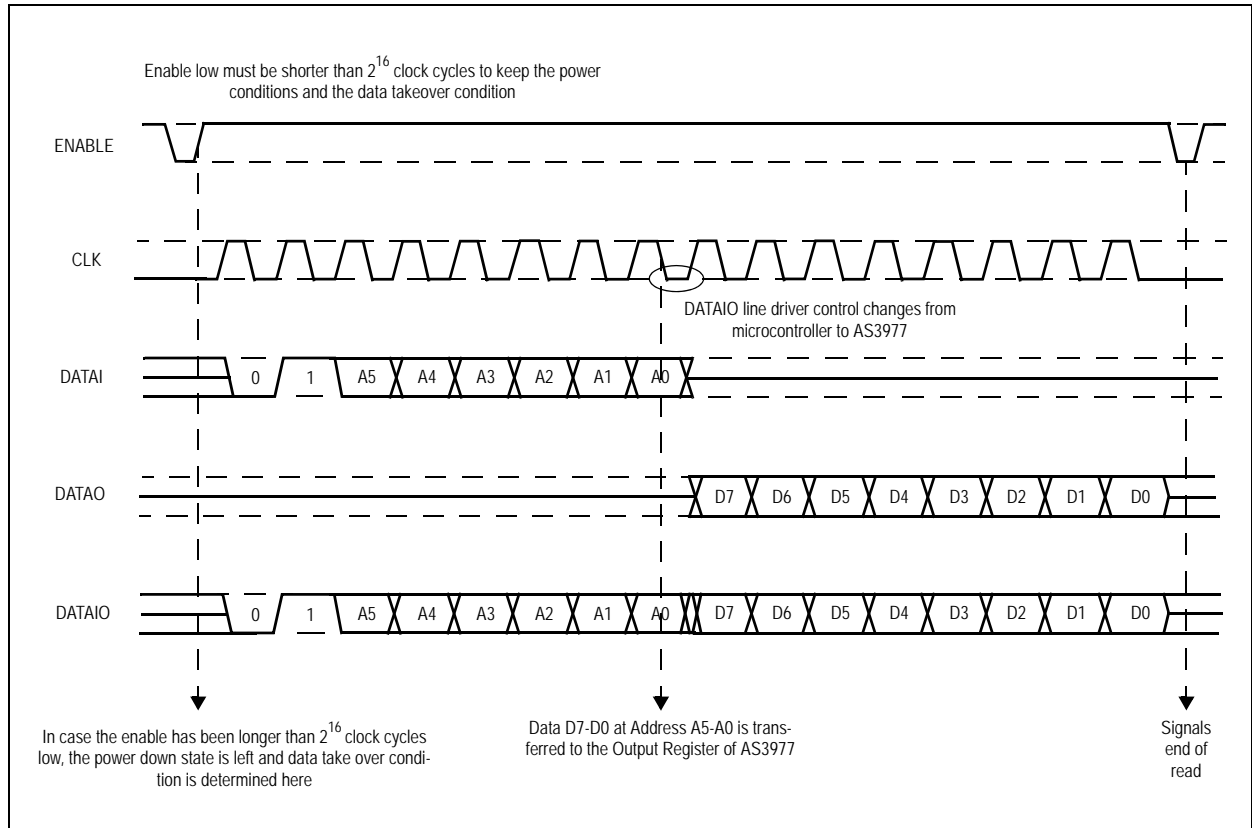 Enable low must be shorter than 2^16 clock cycles to keep the power
conditions and the data takeover condition
ENABLE
CLK
DATAIO line driver control changes from
microcontroller to AS3977
DATAI
0 1 A5 A4 A3 A2 A1 A0
DATAO
D7 D6 D5 D4 D3 D2 D1 D0
DATAIO
0 1 A5 A4 A3 A2 A1 A0 D7 D6 D5 D4 D3 D2 D1 D0
In case the enable has been longer than 2^16 clock cycles
low, the power down state is left and data take over condi-
tion is determined here
Data D7-D0 at Address A5-A0 is trans-
ferred to the Output Register of AS3977
Signals
end of
read